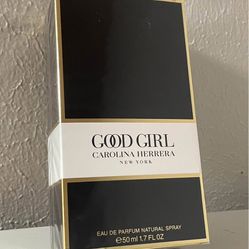 GOOD GIRL
CAROLINA HERRERA
NEW YORK
EAU DE PARFUM NATURAL SPRAY
℮50 ml 1.7 FL.OZ